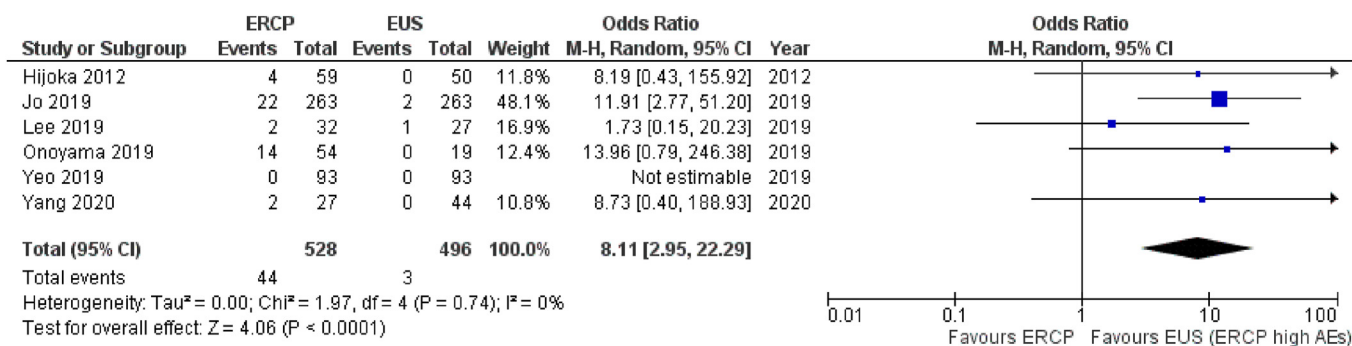 ERCP EUS Odds Ratio Odds Ratio
Study or Subgroup Events Total Events Total Weight M-H, Random, 95% CI Year M-H, Random, 95% CI
Hijoka 2012 4 59 0 50 11.8% 8.19 [0.43, 155.92] 2012
Jo 2019 22 263 2 263 48.1% 11.91 [2.77, 51.20] 2019
Lee 2019 2 32 1 27 16.9% 1.73 [0.15, 20.23] 2019
Onoyama 2019 14 54 0 19 12.4% 13.96 [0.79, 246.38] 2019
Yeo 2019 0 93 0 93 Not estimable 2019
Yang 2020 2 27 0 44 10.8% 8.73 [0.40, 188.93] 2020
Total (95% CI) 528 496 100.0% 8.11 [2.95, 22.29]
Total events 44 3
Heterogeneity: Tau² = 0.00; Chi² = 1.97, df = 4 (P = 0.74); I² = 0%
Test for overall effect: Z = 4.06 (P < 0.0001)
0.01 0.1 1 10 100
Favours ERCP Favours EUS (ERCP high AEs)